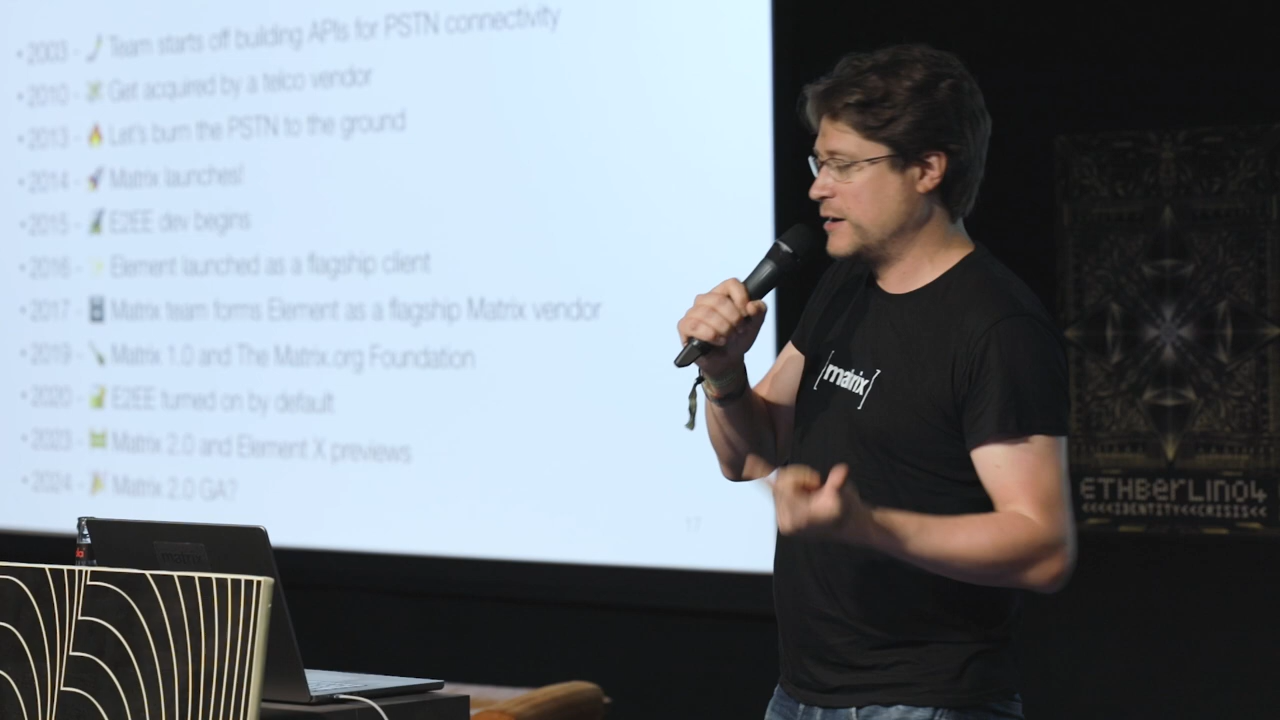 • 2003 - Team starts off building APIs for PSTN connectivity
• 2010 - Get acquired by a telco vendor
• 2013 - 🔥 Let's burn the PSTN to the ground
• 2014 - 🚀 Matrix launches!
• 2015 - E2EE dev begins
• 2016 - Element launched as a flagship client
• 2017 - Matrix team forms Element as a flagship Matrix vendor
• 2019 - Matrix 1.0 and The Matrix.org Foundation
• 2020 - E2EE turned on by default
• 2023 - Matrix 2.0 and Element X previews
• 2024 - 🎉 Matrix 2.0 GA?
17
[matrix]
matrix
ETHBerlin04
<<<<IDENTITY<<CRISIS<<